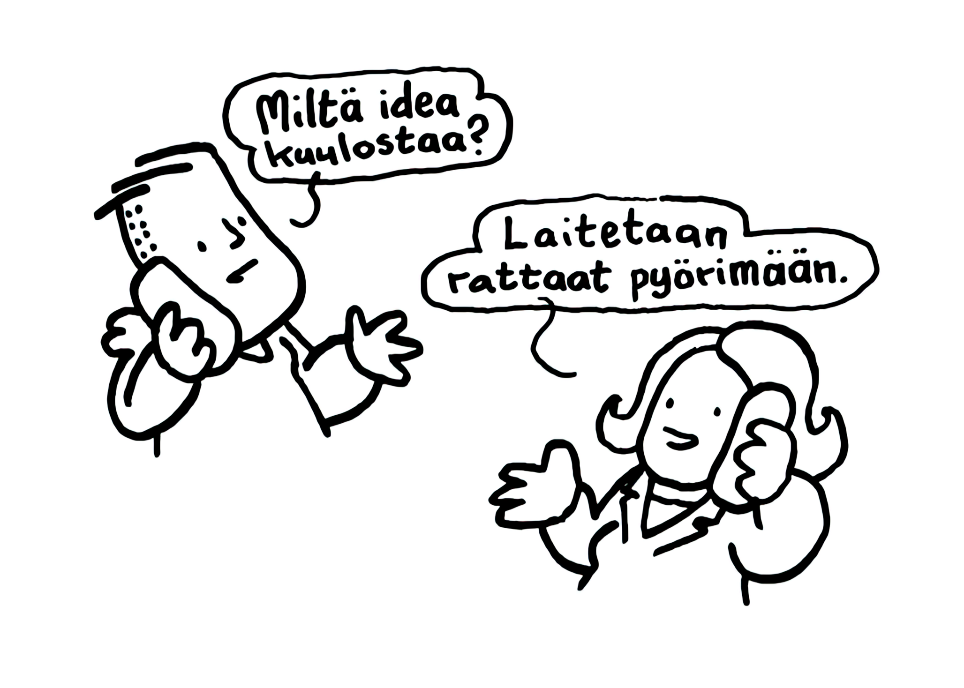 Miltä idea
kuulostaa?
Laitetaan
rattaat pyörimään.